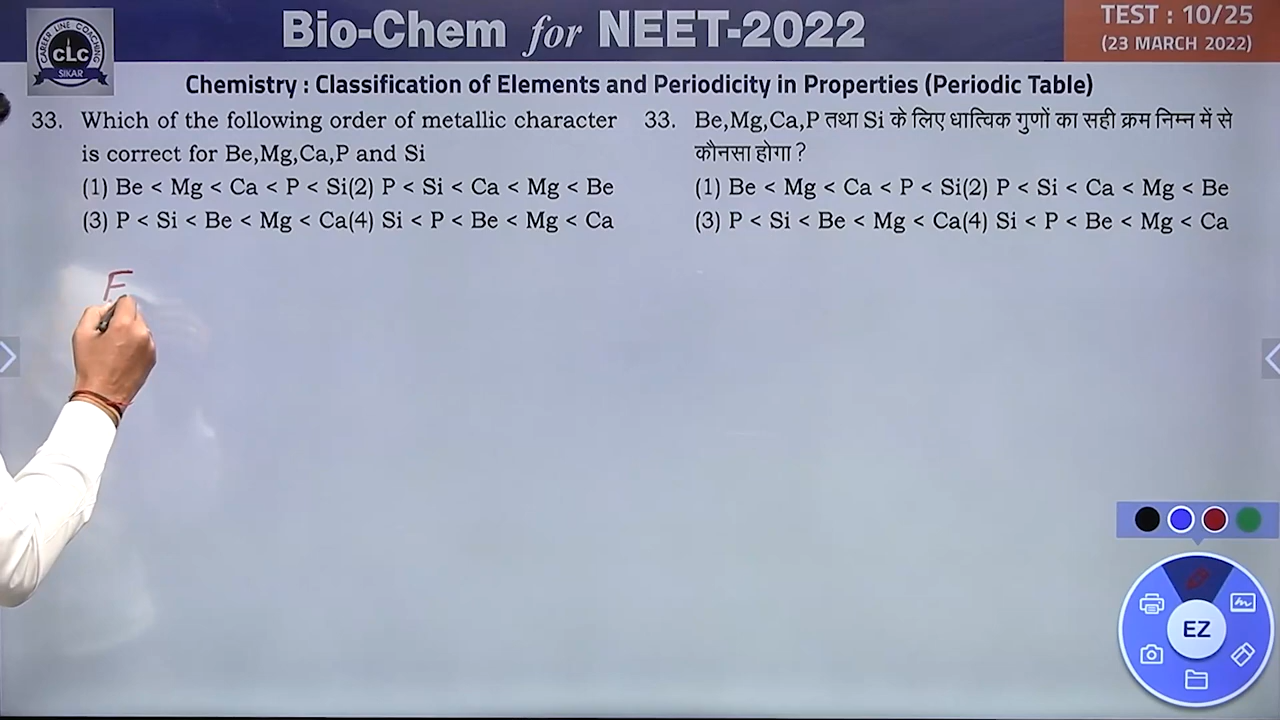 CAREER LINE COACHING
CLC
SIKAR
Bio-Chem for NEET-2022
TEST : 10/25
(23 MARCH 2022)
Chemistry : Classification of Elements and Periodicity in Properties (Periodic Table)
33. Which of the following order of metallic character
is correct for Be,Mg,Ca,P and Si
(1) Be < Mg < Ca < P < Si(2) P < Si < Ca < Mg < Be
(3) P < Si < Be < Mg < Ca(4) Si < P < Be < Mg < Ca
33. Be,Mg,Ca,P तथा Si के लिए धात्विक गुणों का सही क्रम निम्न में से
कौनसा होगा ?
(1) Be < Mg < Ca < P < Si(2) P < Si < Ca < Mg < Be
(3) P < Si < Be < Mg < Ca(4) Si < P < Be < Mg < Ca
EZ